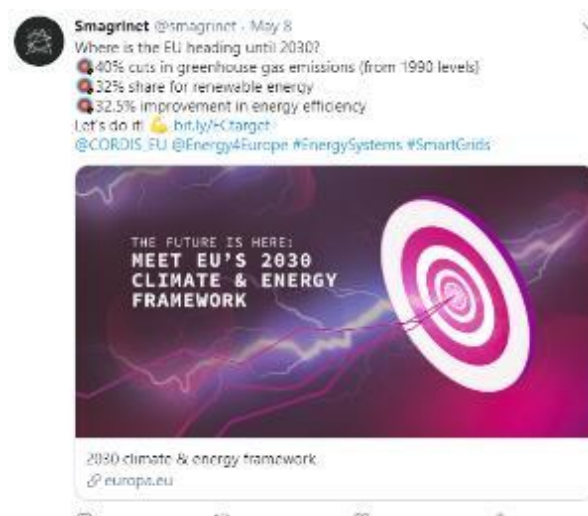 Smagrinet @smagrinet · May 8
Where is the EU heading until 2030?
40% cuts in greenhouse gas emissions (from 1990 levels)
32% share for renewable energy
32.5% improvement in energy efficiency
Let's do it! bit.ly/ECtarget
@CORDIS_EU @Energy4Europe #EnergySystems #SmartGrids
THE FUTURE IS HERE:
MEET EU'S 2030
CLIMATE & ENERGY
FRAMEWORK
2030 climate & energy framework
europa.eu